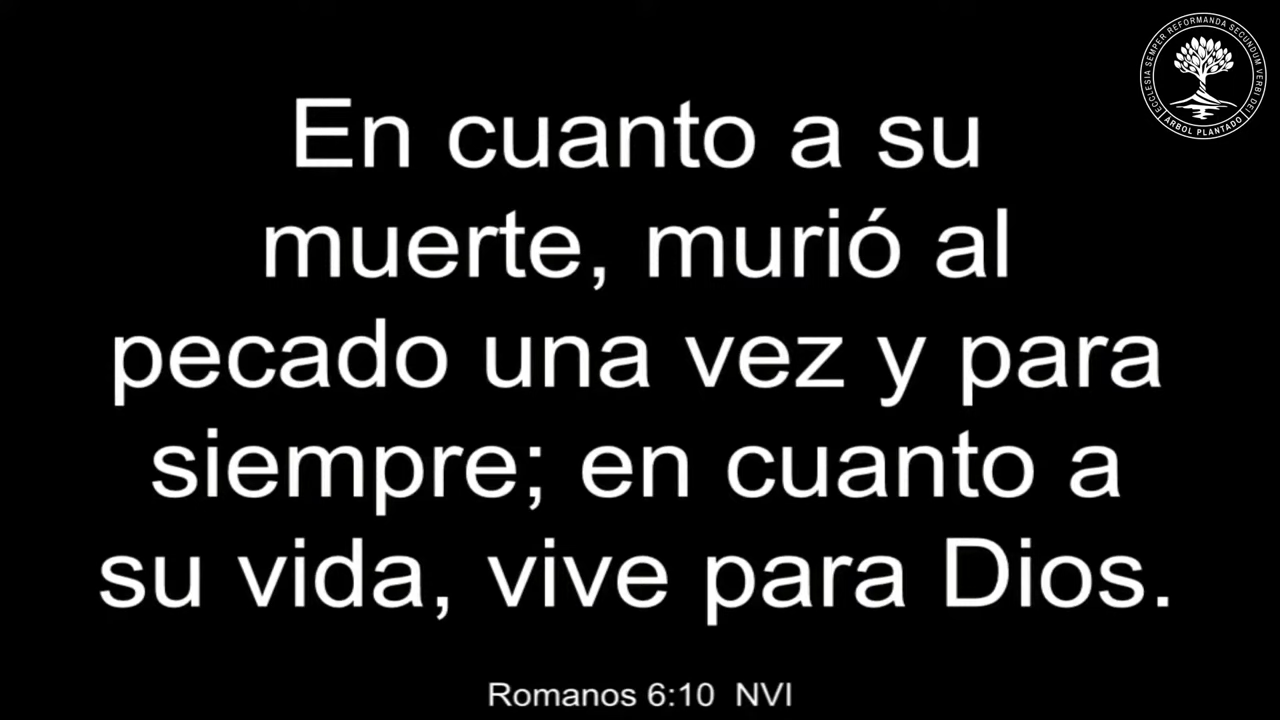 En cuanto a su
muerte, murió al
pecado una vez y para
siempre; en cuanto a
su vida, vive para Dios.
Romanos 6:10 NVI
ECCLESIA SEMPER REFORMANDA SECUNDUM VERBI DEI
ÁRBOL PLANTADO